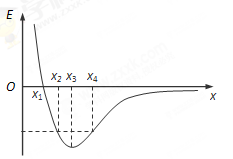 E
O
x₁ x₂ x₃ x₄ x